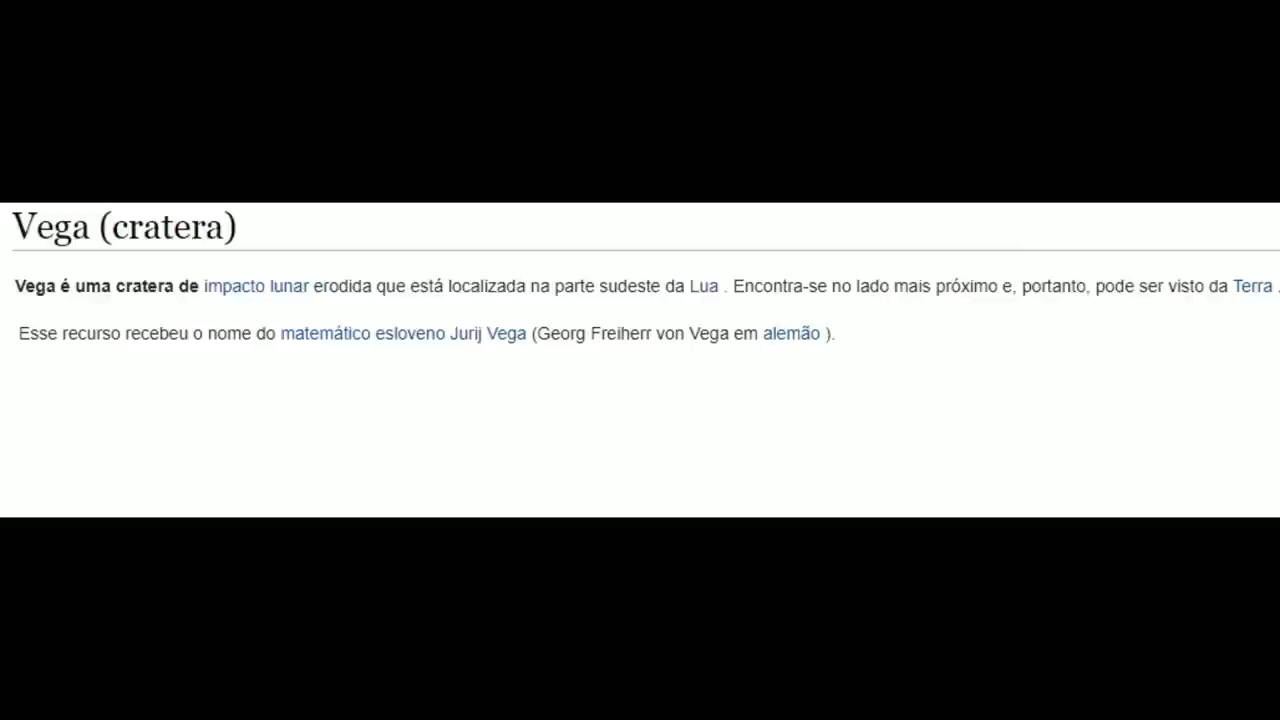 Vega (cratera)
Vega é uma cratera de impacto lunar erodida que está localizada na parte sudeste da Lua . Encontra-se no lado mais próximo e, portanto, pode ser visto da Terra .
Esse recurso recebeu o nome do matemático esloveno Jurij Vega (Georg Freiherr von Vega em alemão ).